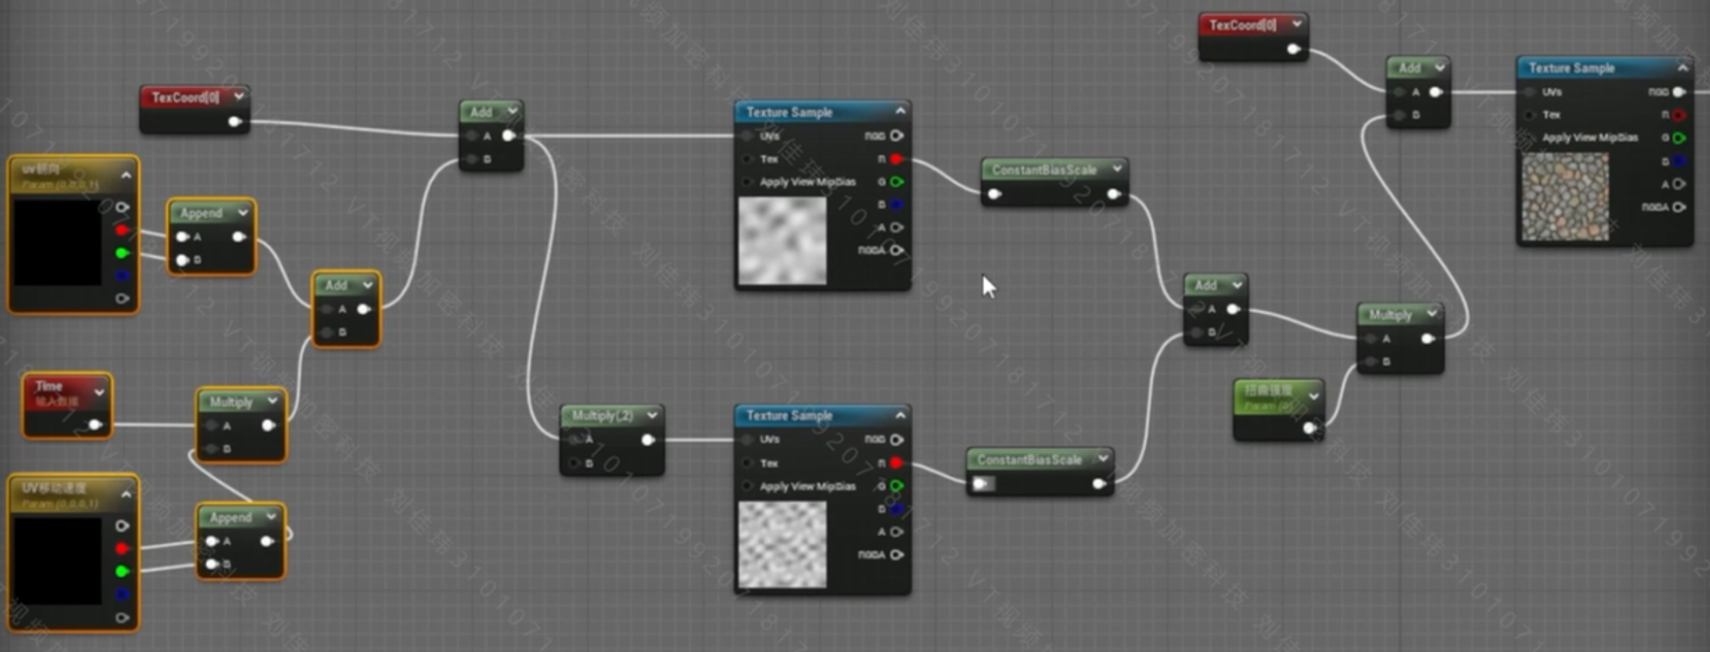 TexCoord[0]
uv朝向
Param (0,0,0,1)
Append
A
B
Add
A
B
Time
输入数据
Multiply
A
B
UV移动速度
Param (0,0,0,1)
Append
A
B
Add
A
B
Multiply(,2)
A
B
Texture Sample
UVs
RGB
Tex
R
Apply View MipBias
G
B
A
RGBA
ConstantBiasScale
Texture Sample
UVs
RGB
Tex
R
Apply View MipBias
G
B
A
RGBA
ConstantBiasScale
Add
A
B
扭曲强度
Param (0)
Multiply
A
B
TexCoord[0]
Add
A
B
Texture Sample
UVs
RGB
Tex
R
Apply View MipBias
G
B
A
RGBA